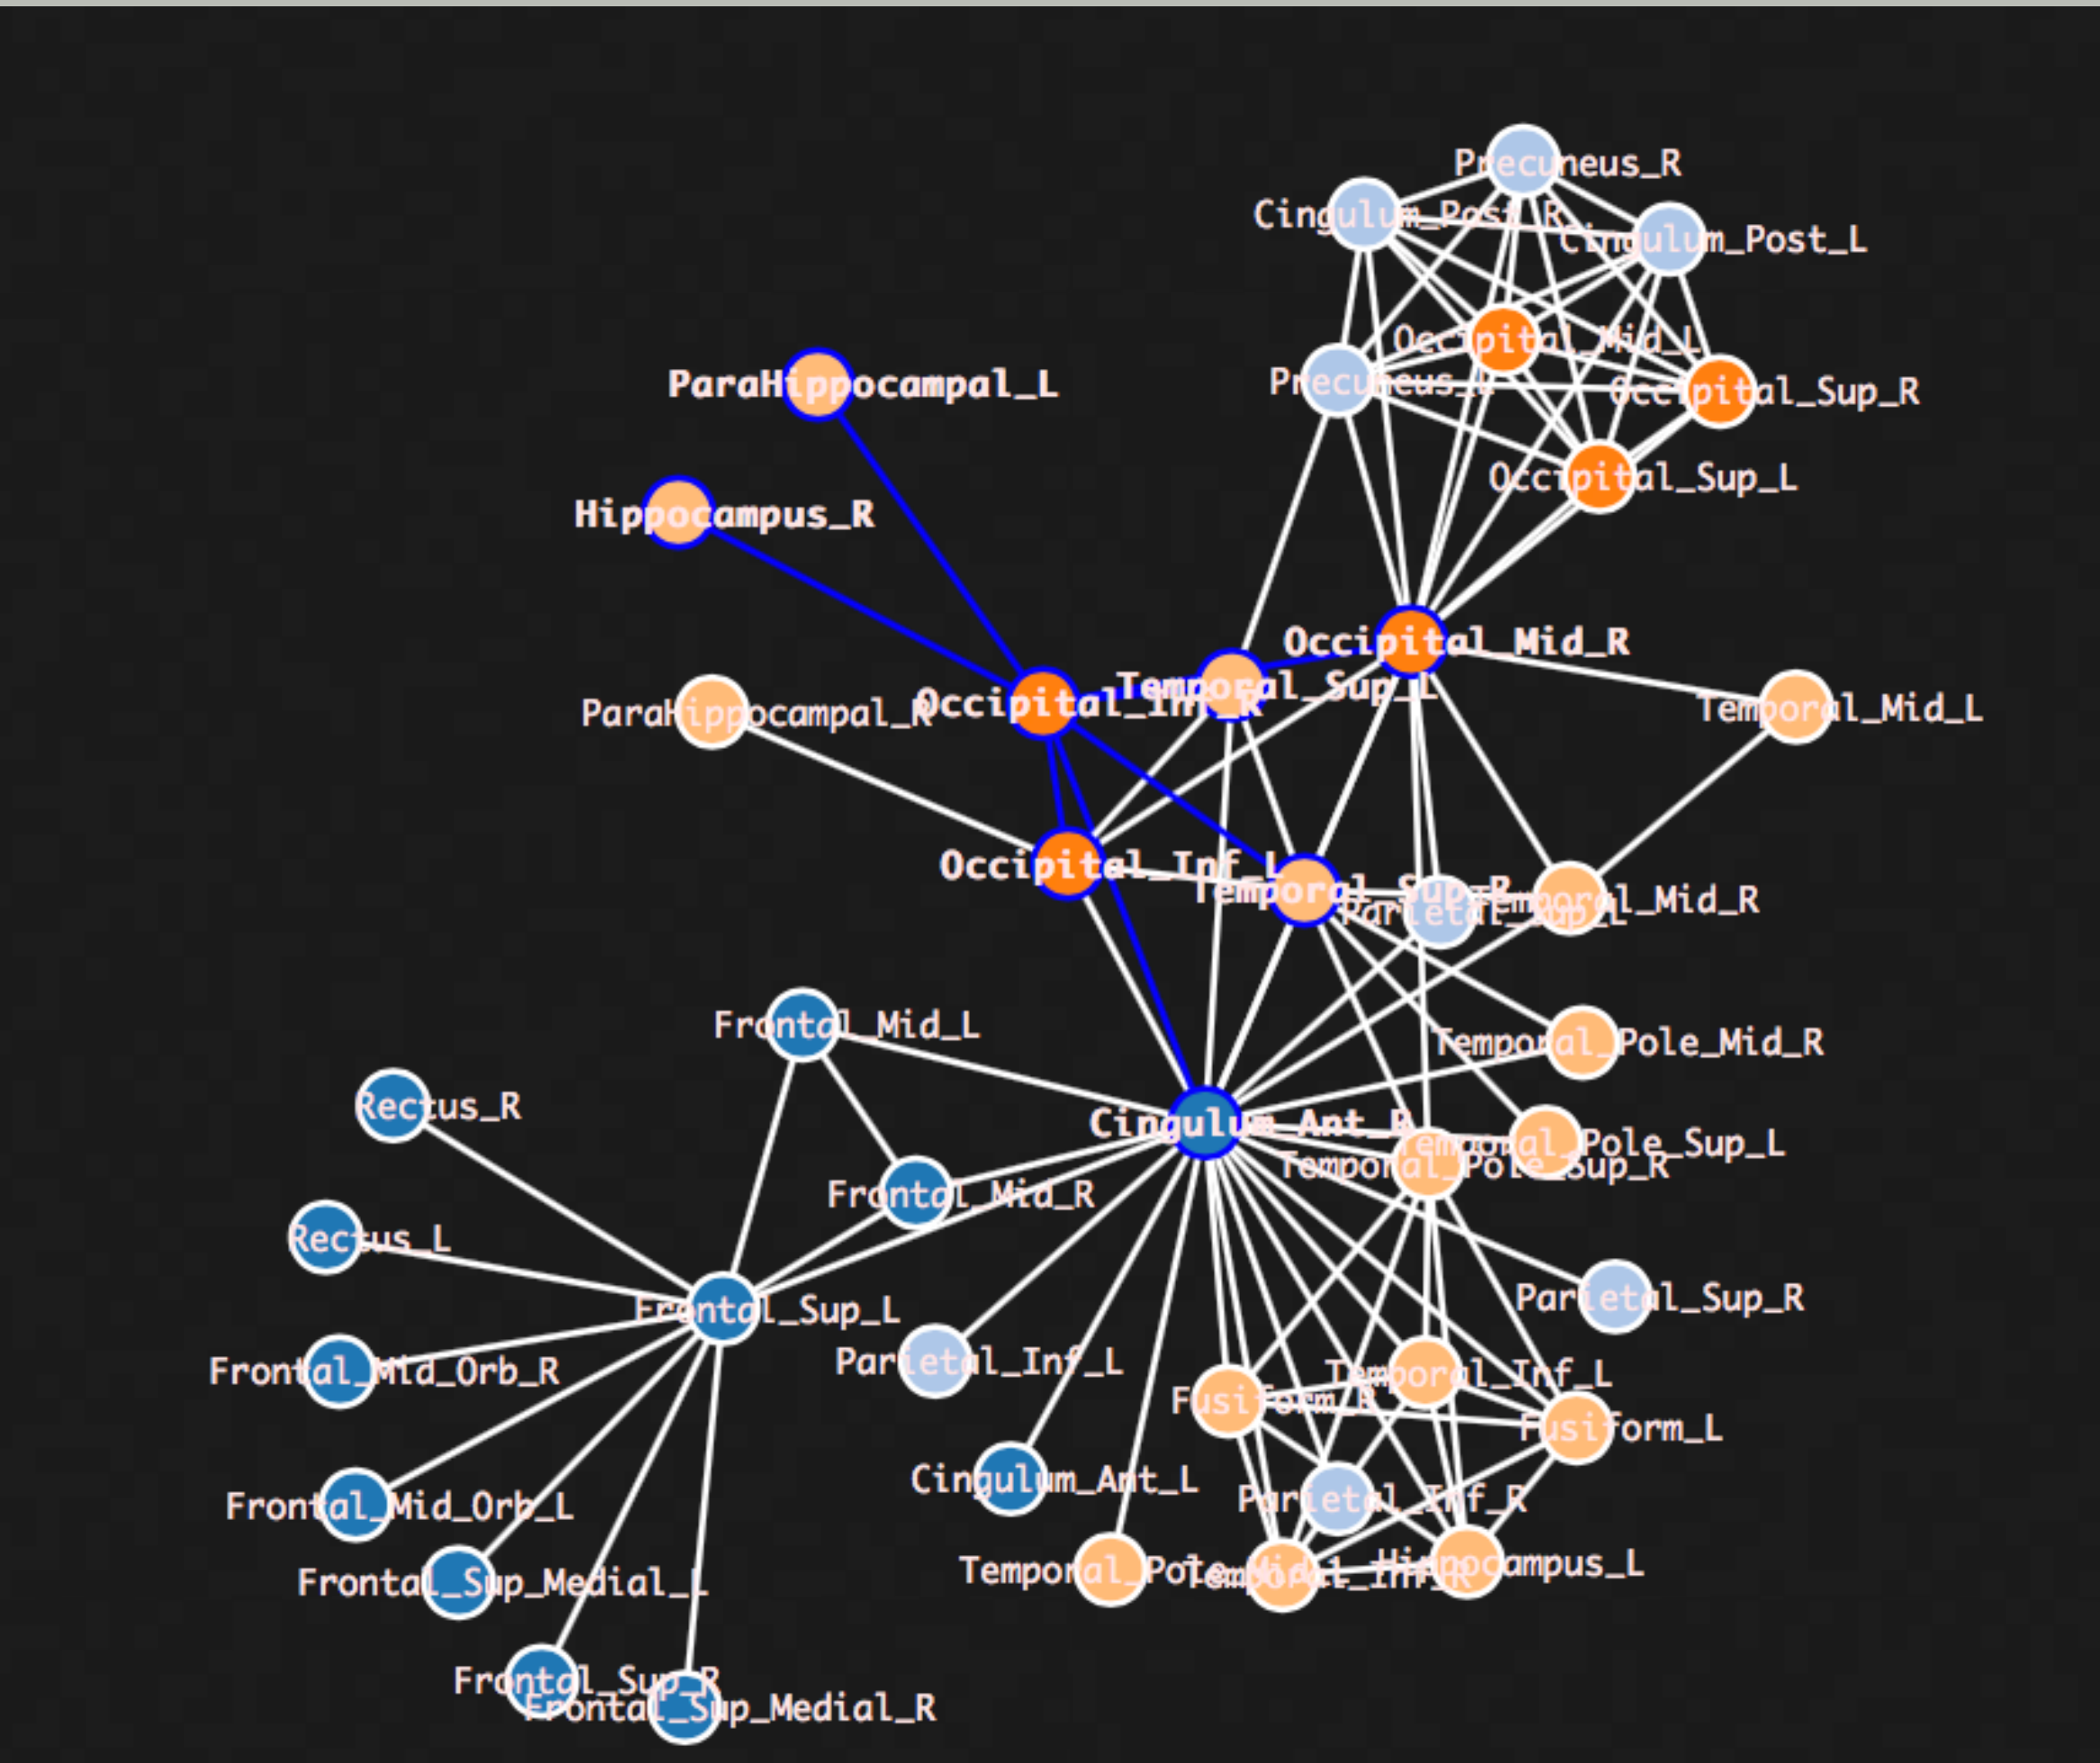 Precuneus_R
Cingulum_Post_R
Cingulum_Post_L
Occipital_Mid_L
ParaHippocampal_L
Precuneus_L
Occipital_Sup_R
Occipital_Sup_L
Hippocampus_R
Occipital_Mid_R
Temporal_Sup_L
Occipital_Inf_R
ParaHippocampal_R
Temporal_Mid_L
Occipital_Inf_L
Temporal_Sup_R
Temporal_Mid_R
Parietal_Sup_L
Frontal_Mid_L
Temporal_Pole_Mid_R
Rectus_R
Cingulum_Ant_R
Temporal_Pole_Sup_L
Temporal_Pole_Sup_R
Frontal_Mid_R
Rectus_L
Parietal_Sup_R
Frontal_Sup_L
Parietal_Inf_L
Frontal_Mid_Orb_R
Temporal_Inf_L
Fusiform_R
Fusiform_L
Cingulum_Ant_L
Parietal_Inf_R
Frontal_Mid_Orb_L
Hippocampus_L
Temporal_Pole_Mid_L
Temporal_Inf_R
Frontal_Sup_Medial_L
Frontal_Sup_R
Frontal_Sup_Medial_R